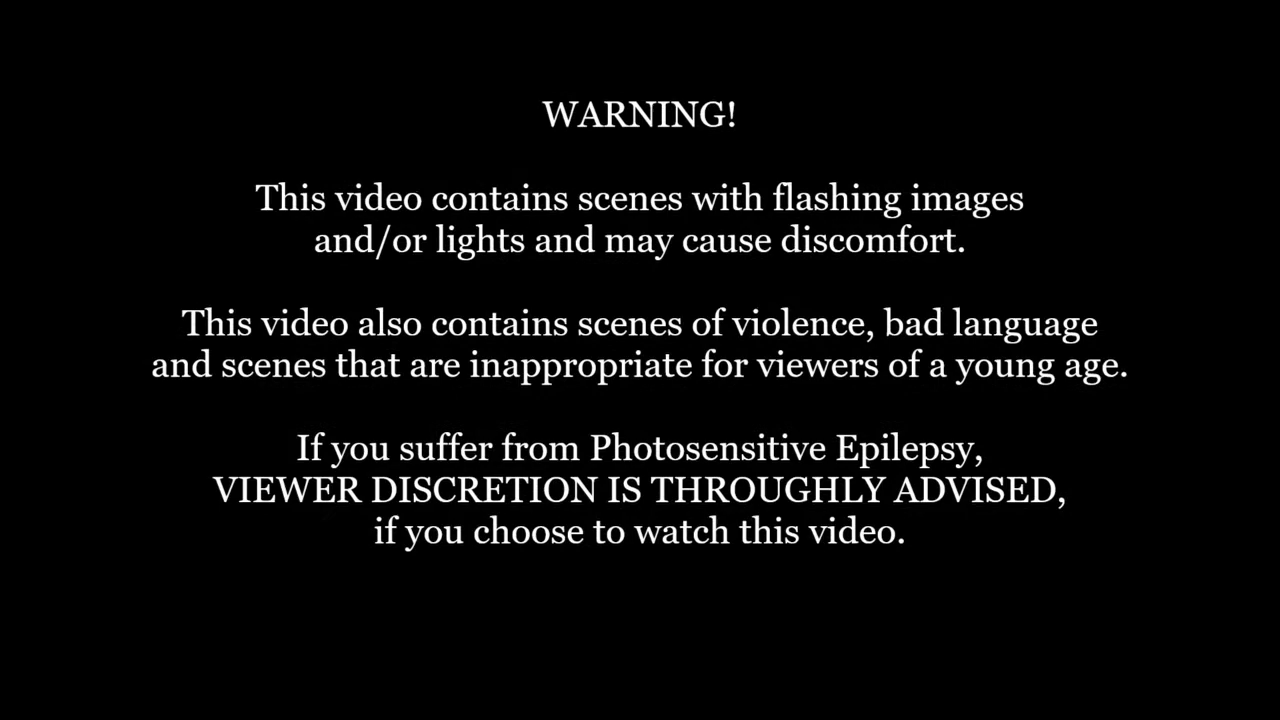 WARNING!
This video contains scenes with flashing images
and/or lights and may cause discomfort.
This video also contains scenes of violence, bad language
and scenes that are inappropriate for viewers of a young age.
If you suffer from Photosensitive Epilepsy,
VIEWER DISCRETION IS THROUGHLY ADVISED,
if you choose to watch this video.